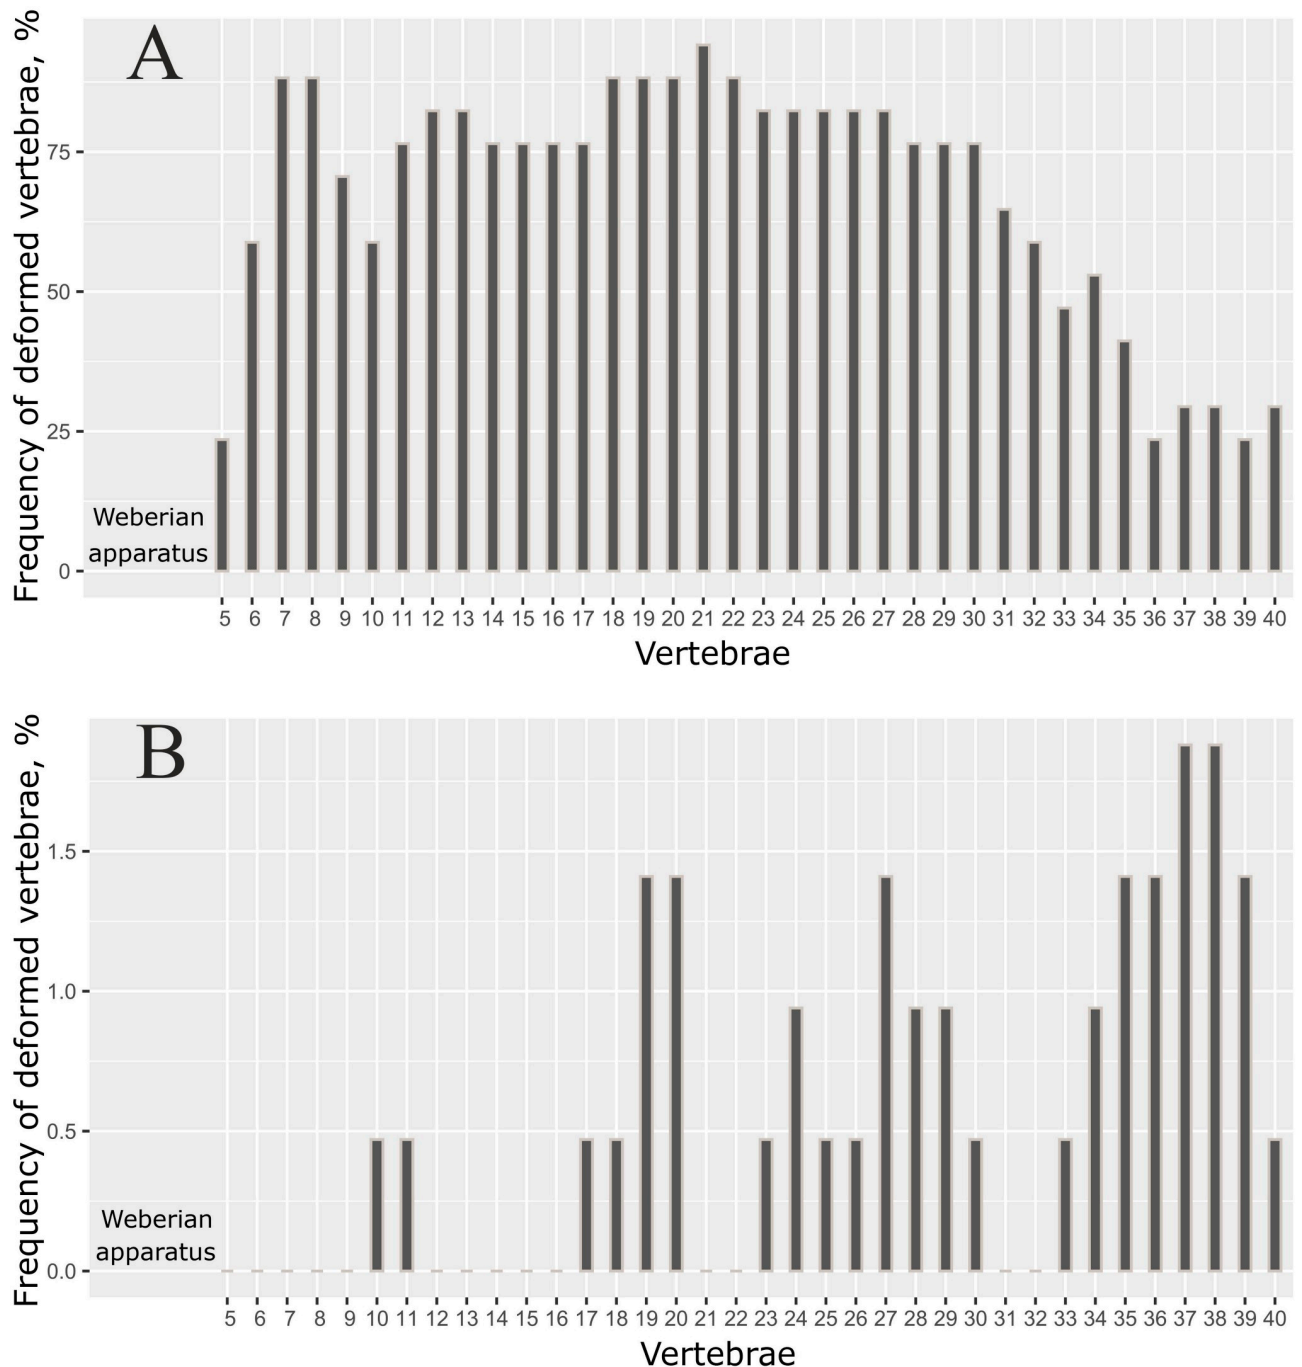 A
Frequency of deformed vertebrae, %
75
50
25
0
Weberian
apparatus
5 6 7 8 9 10 11 12 13 14 15 16 17 18 19 20 21 22 23 24 25 26 27 28 29 30 31 32 33 34 35 36 37 38 39 40
Vertebrae
B
Frequency of deformed vertebrae, %
1.5
1.0
0.5
0.0
Weberian
apparatus
5 6 7 8 9 10 11 12 13 14 15 16 17 18 19 20 21 22 23 24 25 26 27 28 29 30 31 32 33 34 35 36 37 38 39 40
Vertebrae